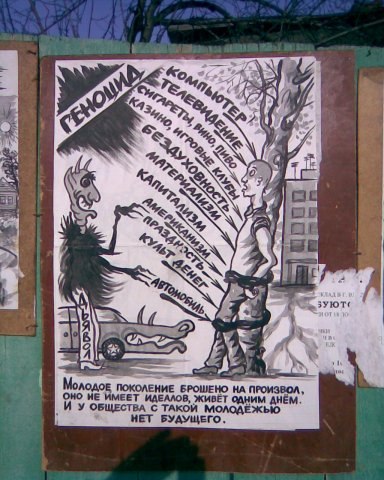 ГЕНОЦИД
КОМПЬЮТЕР
ТЕЛЕВИДЕНИЕ
СИГАРЕТЫ, ВИНО, ПИВО
КАЗИНО, ИГРОВЫЕ КЛУБЫ
БЕЗДУХОВНОСТЬ
МАТЕРИАЛИЗМ
КАПИТАЛИЗМ
АМЕРИКАНИЗМ
ПРАЗДНОСТЬ
КУЛЬТ ДЕНЕГ
АВТОМОБИЛЬ
ДЬЯВОЛ
МОЛОДОЕ ПОКОЛЕНИЕ БРОШЕНО НА ПРОИЗВОЛ,
ОНО НЕ ИМЕЕТ ИДЕАЛОВ, ЖИВЁТ ОДНИМ ДНЁМ.
И У ОБЩЕСТВА С ТАКОЙ МОЛОДЁЖЬЮ
НЕТ БУДУЩЕГО.